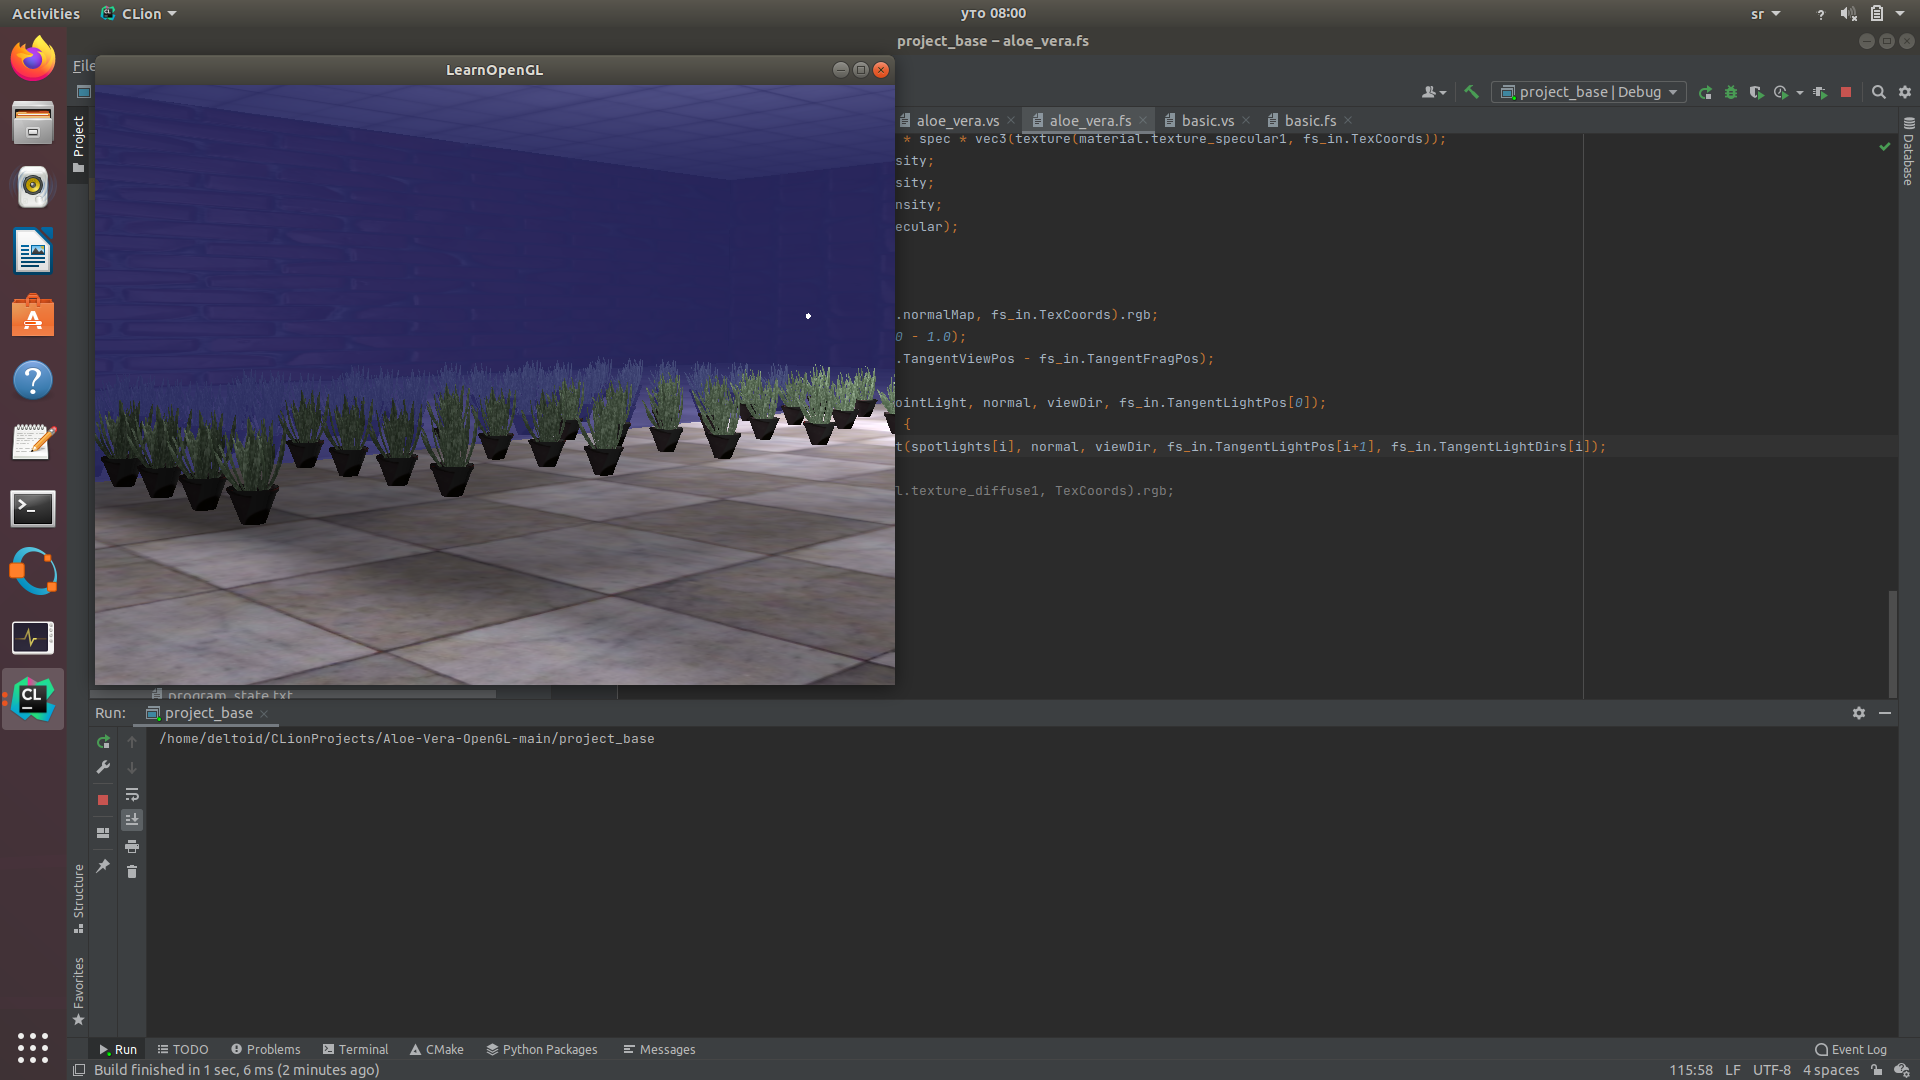 Activities CLion уто 08:00 sr ?
project_base – aloe_vera.fs
File
LearnOpenGL
project_base | Debug
aloe_vera.vs aloe_vera.fs basic.vs basic.fs
Project
Database
* spec * vec3(texture(material.texture_specular1, fs_in.TexCoords));
sity;
sity;
nsity;
ecular);
.normalMap, fs_in.TexCoords).rgb;
0 - 1.0);
.TangentViewPos - fs_in.TangentFragPos);
ointLight, normal, viewDir, fs_in.TangentLightPos[0]);
{
t(spotlights[i], normal, viewDir, fs_in.TangentLightPos[i+1], fs_in.TangentLightDirs[i]);
l.texture_diffuse1, TexCoords).rgb;
program_state.txt
Run: project_base
/home/deltoid/CLionProjects/Aloe-Vera-OpenGL-main/project_base
Structure
Favorites
Run TODO Problems Terminal CMake Python Packages Messages Event Log
Build finished in 1 sec, 6 ms (2 minutes ago) 115:58 LF UTF-8 4 spaces